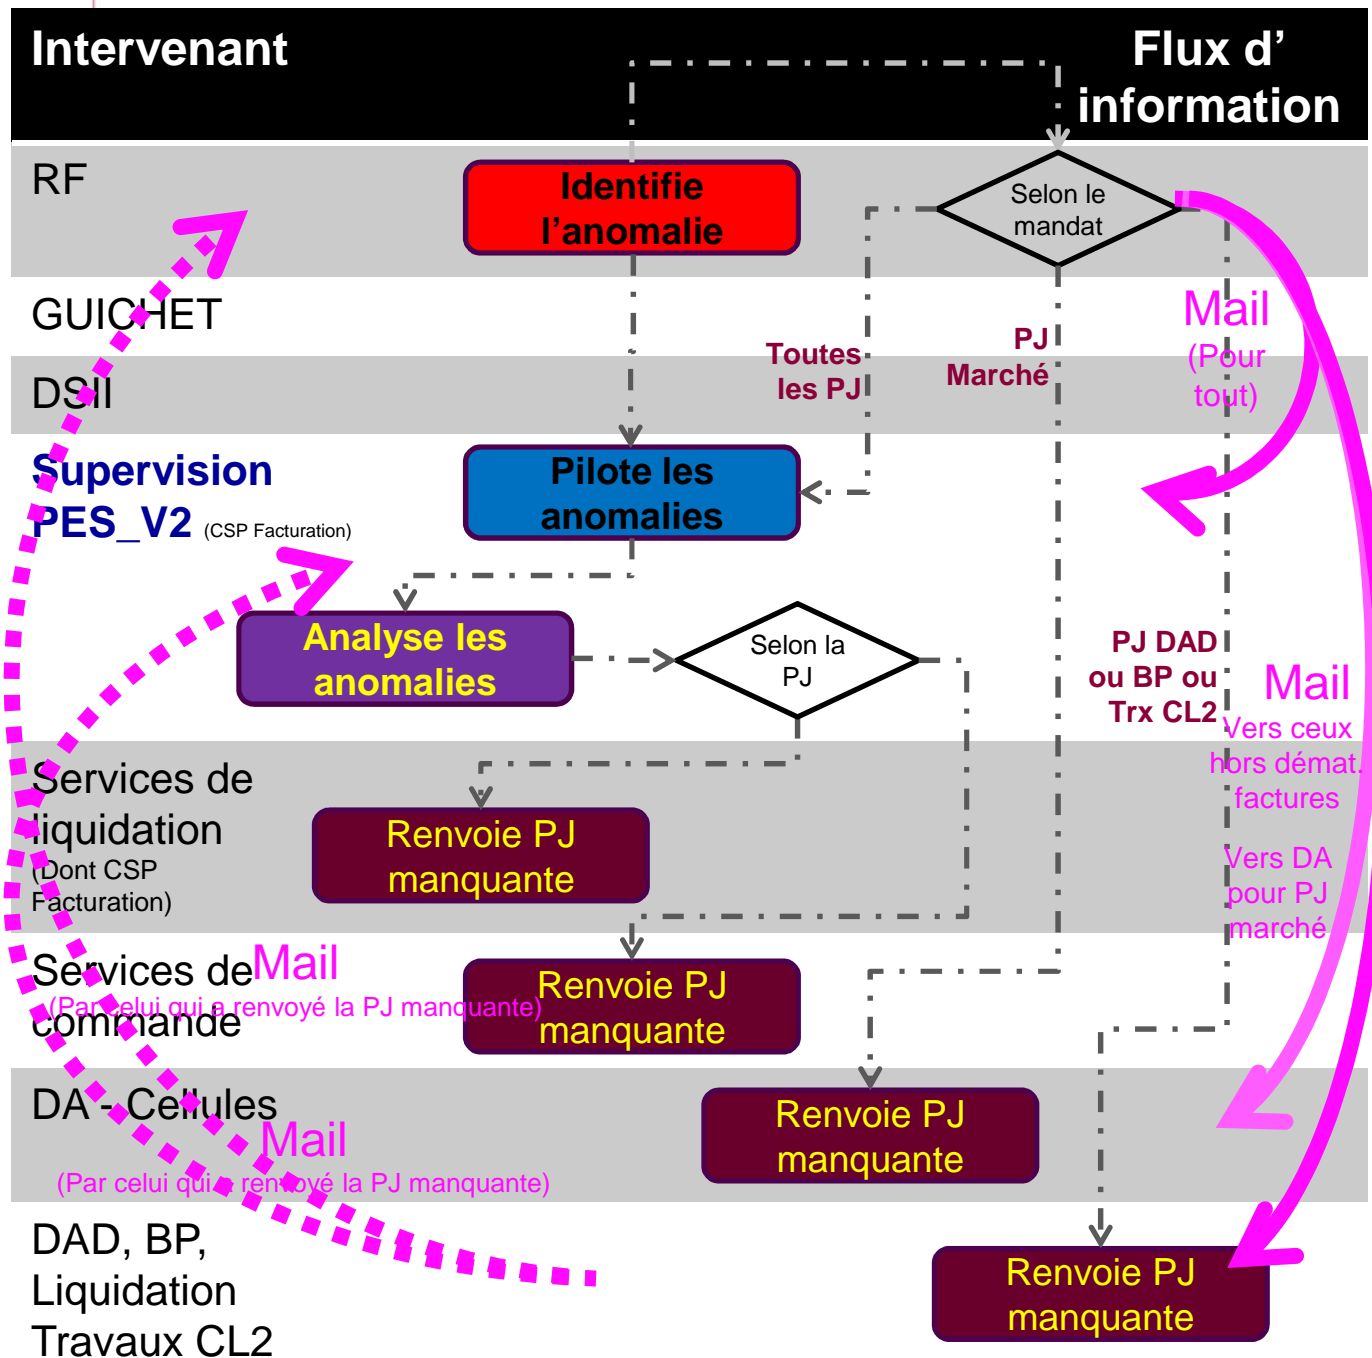 Intervenant
Flux d’
information
RF
Identifie
l’anomalie
Selon le
mandat
GUICHET
Mail
(Pour
tout)
Toutes
les PJ
PJ
Marché
DSII
Supervision
PES_V2 (CSP Facturation)
Pilote les
anomalies
Analyse les
anomalies
Selon la
PJ
PJ DAD
ou BP ou
Trx CL2
Mail
Vers ceux
hors démat.
factures
Vers DA
pour PJ
marché
Services de
liquidation
(Dont CSP
Facturation)
Renvoie PJ
manquante
Services de
commande
Mail
(Par celui qui a renvoyé la PJ manquante)
Renvoie PJ
manquante
DA - Cellules
Mail
(Par celui qui a renvoyé la PJ manquante)
Renvoie PJ
manquante
DAD, BP,
Liquidation
Travaux CL2
Renvoie PJ
manquante